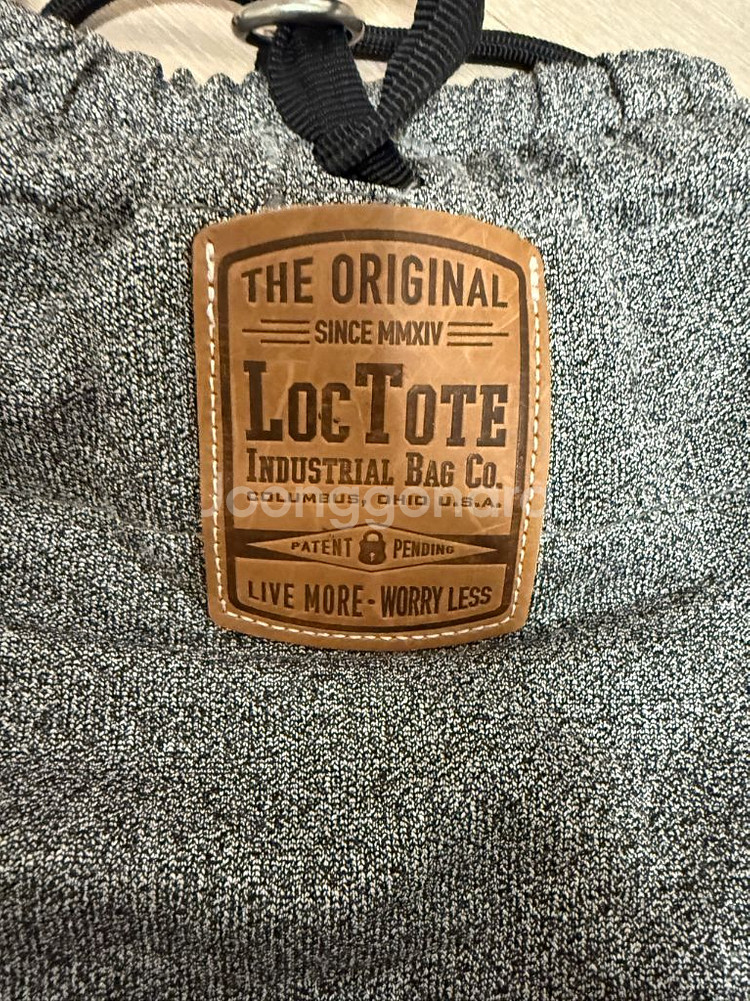 THE ORIGINAL
SINCE MMXIV
LOCTOTE
INDUSTRIAL BAG CO.
COLUMBUS, OHIO U.S.A.
PATENT PENDING
LIVE MORE - WORRY LESS